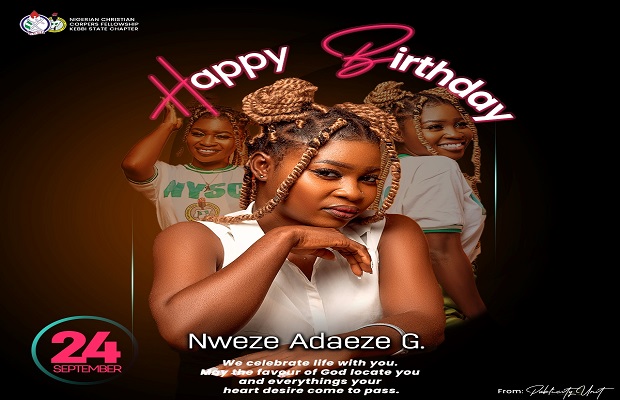 NIGERIAN CHRISTIAN
CORPERS FELLOWSHIP
KEBBI STATE CHAPTER
Happy Birthday
NYSC
Nweze Adaeze G.
24
SEPTEMBER
We celebrate life with you.
May the favour of God locate you
and everythings your
heart desire come to pass.
From: Publicity Unit